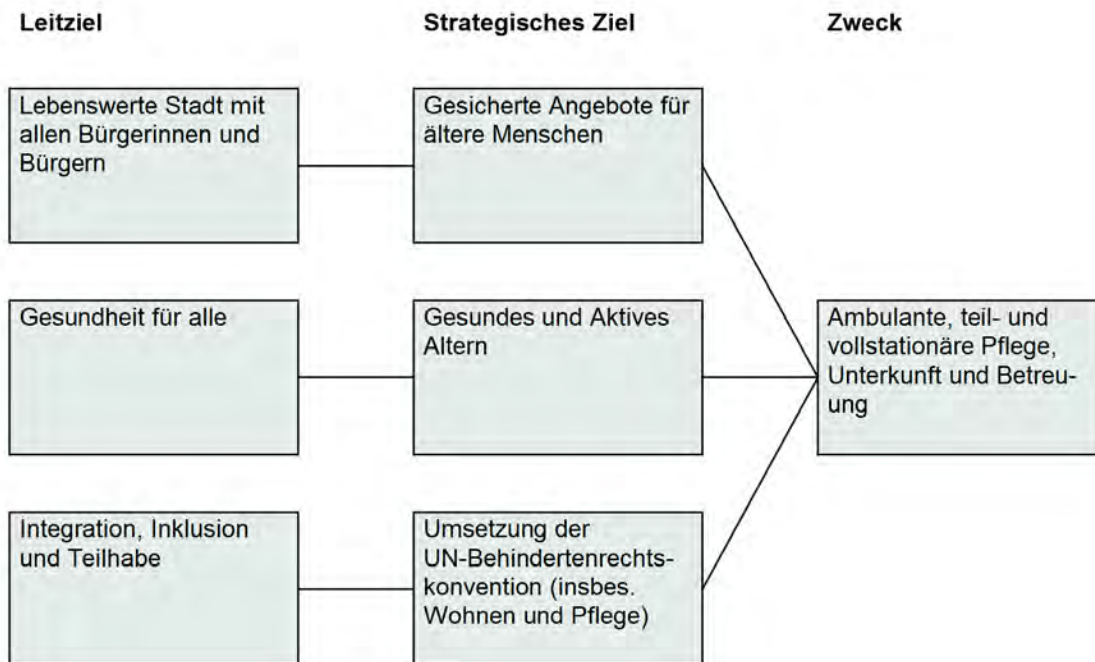 Leitziel
Strategisches Ziel
Zweck
Lebenswerte Stadt mit
allen Bürgerinnen und
Bürgern
Gesicherte Angebote für
ältere Menschen
Gesundheit für alle
Gesundes und Aktives
Altern
Ambulante, teil- und
vollstationäre Pflege,
Unterkunft und Betreu-
ung
Integration, Inklusion
und Teilhabe
Umsetzung der
UN-Behindertenrechts-
konvention (insbes.
Wohnen und Pflege)